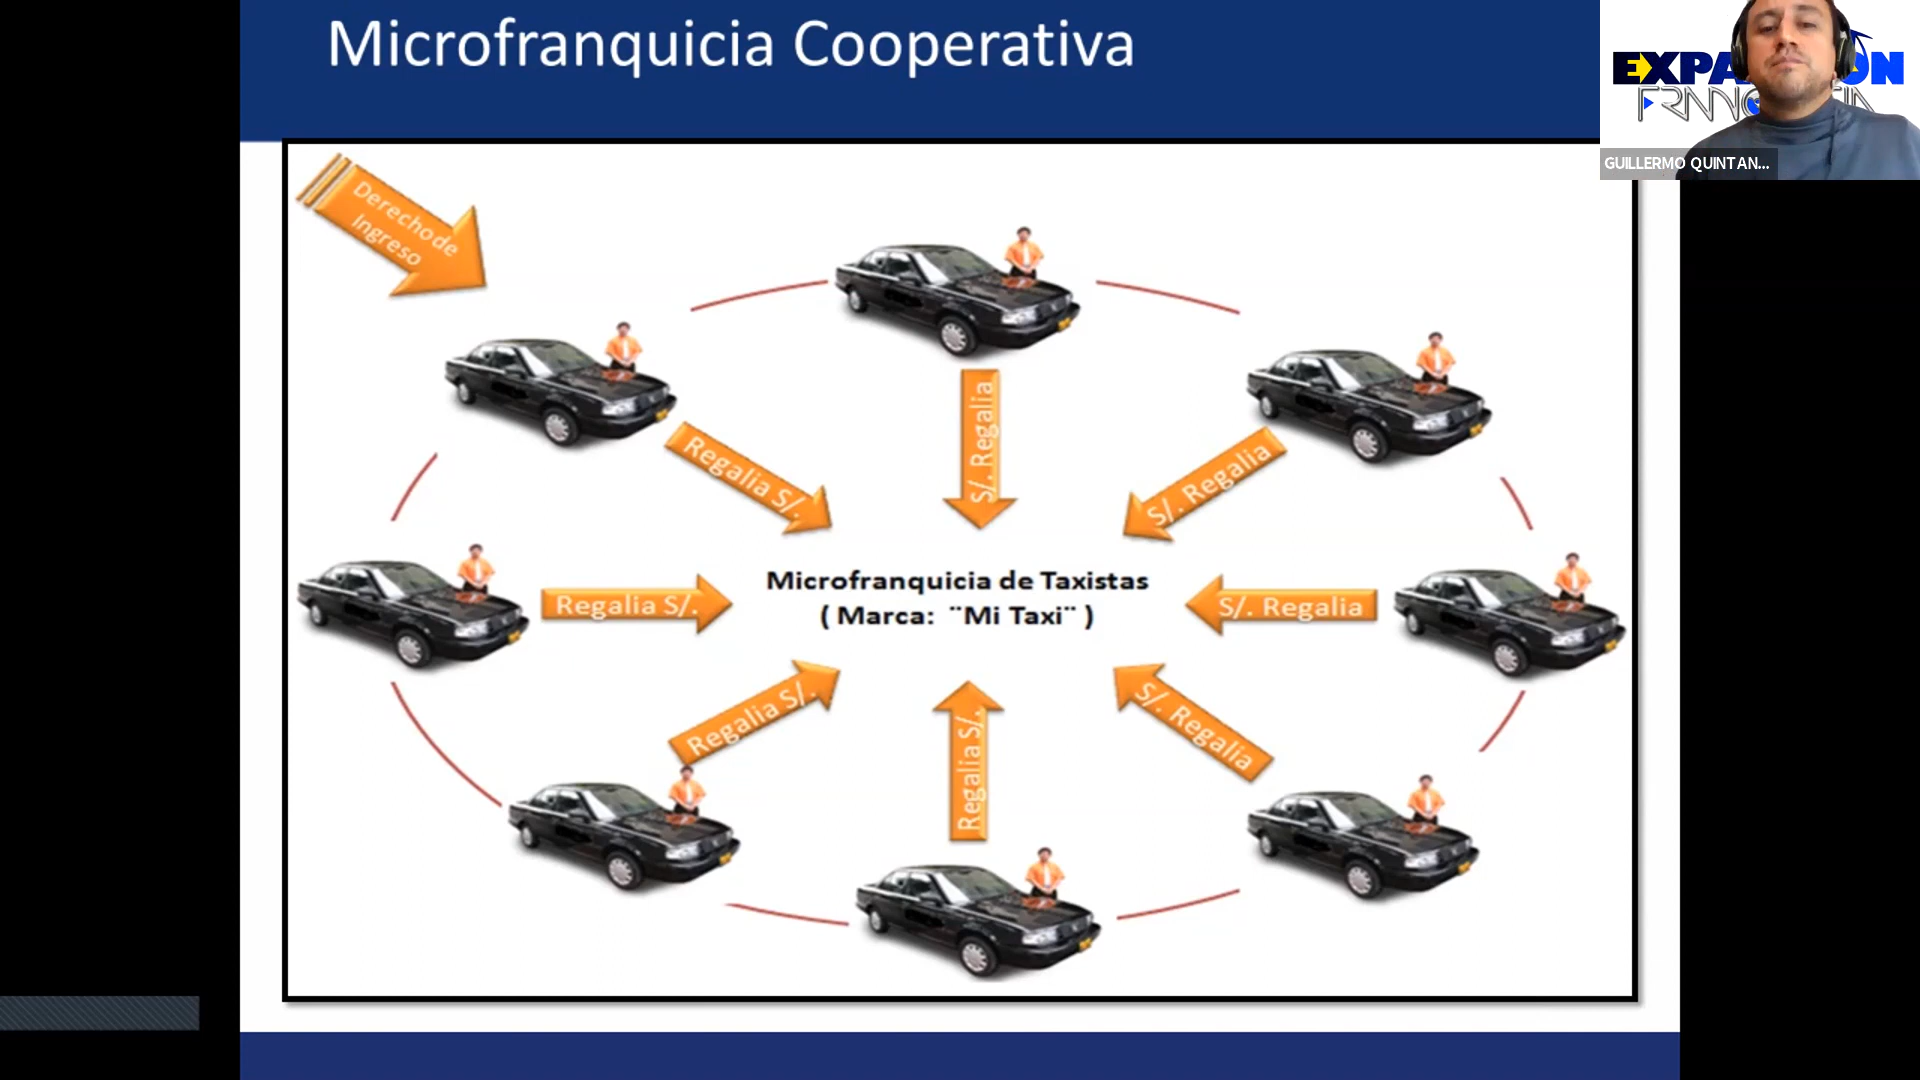 Microfranquicia Cooperativa
GUILLERMO QUINTAN...
Derecho de
Ingreso
Regalia S/.
S/. Regalia
S/. Regalia
Regalia S/.
Microfranquicia de Taxistas
( Marca: ¨Mi Taxi¨ )
S/. Regalia
Regalia S/.
Regalia S/.
S/. Regalia